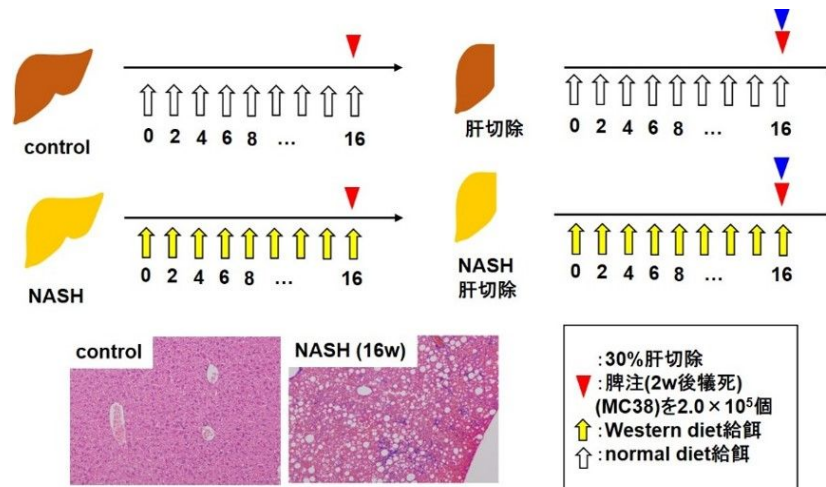 control
0 2 4 6 8 … 16
肝切除
0 2 4 6 8 … 16
NASH
0 2 4 6 8 … 16
NASH
肝切除
0 2 4 6 8 … 16
control
NASH (16w)
:30%肝切除
:脾注(2w後犠死)
(MC38)を2.0×10⁵個
:Western diet給餌
:normal diet給餌